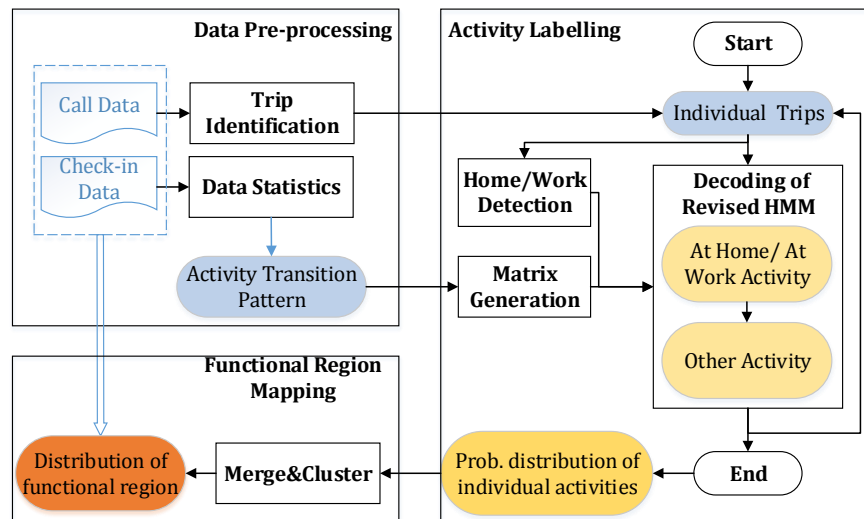 Data Pre-processing
Call Data
Trip
Identification
Check-in
Data
Data Statistics
Activity Transition
Pattern
Activity Labelling
Start
Individual Trips
Home/Work
Detection
Decoding of
Revised HMM
At Home/ At
Work Activity
Matrix
Generation
Other Activity
End
Prob. distribution of
individual activities
Functional Region
Mapping
Merge&Cluster
Distribution of
functional region